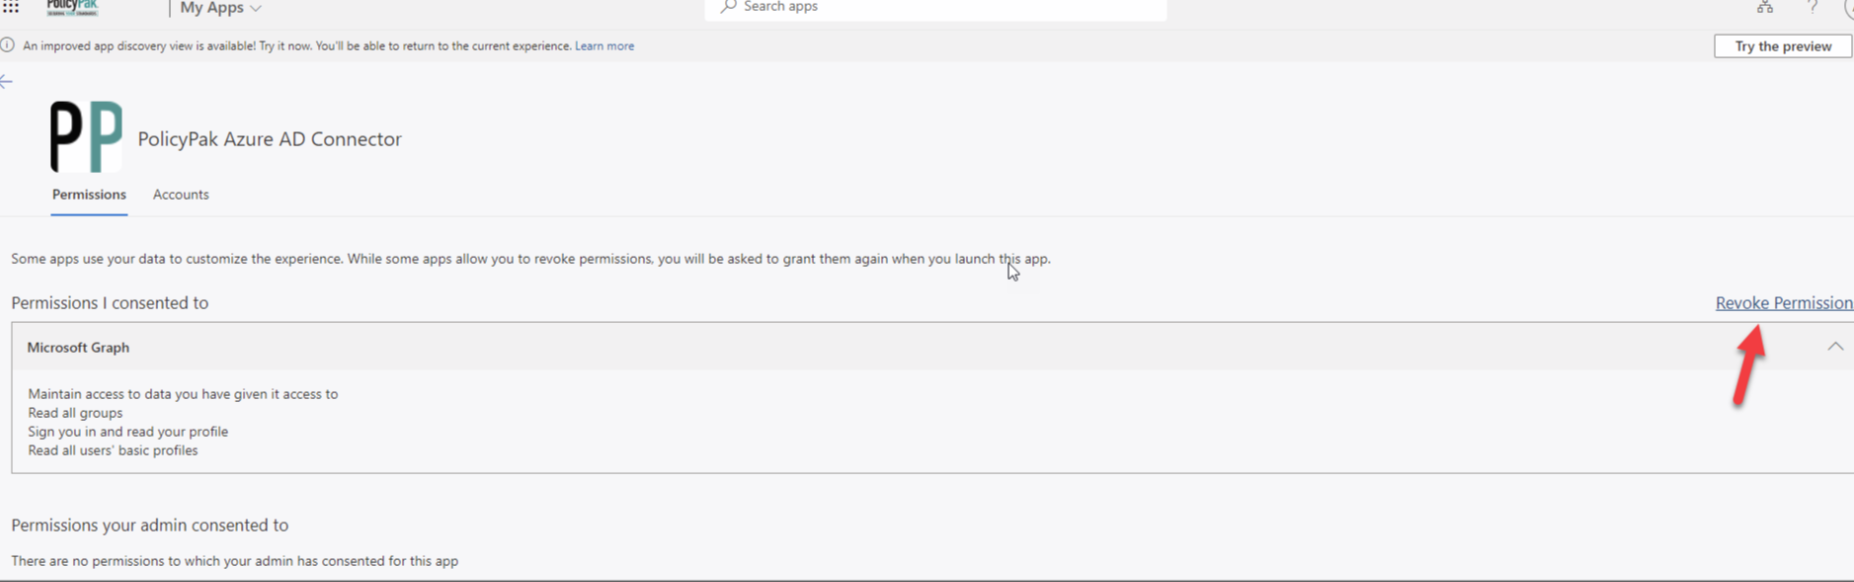 PolicyPak
My Apps
Search apps
?
An improved app discovery view is available! Try it now. You'll be able to return to the current experience. Learn more
Try the preview
PP
PolicyPak Azure AD Connector
Permissions Accounts
Some apps use your data to customize the experience. While some apps allow you to revoke permissions, you will be asked to grant them again when you launch this app.
Permissions I consented to
Revoke Permission
Microsoft Graph
Maintain access to data you have given it access to
Read all groups
Sign you in and read your profile
Read all users' basic profiles
Permissions your admin consented to
There are no permissions to which your admin has consented for this app